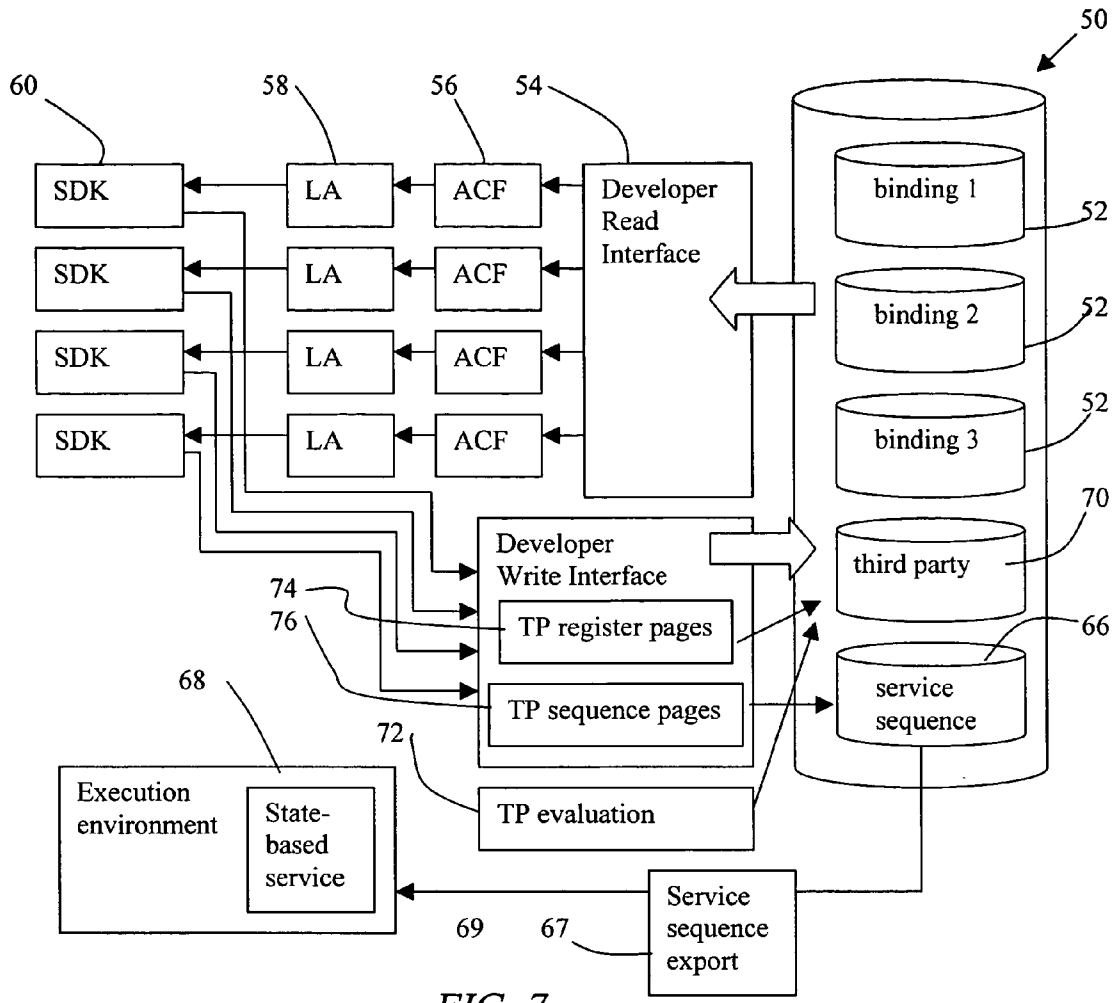 50
60
58
56
54
SDK
LA
ACF
Developer
Read
Interface
binding 1
52
SDK
LA
ACF
binding 2
52
SDK
LA
ACF
SDK
LA
ACF
binding 3
52
Developer
Write Interface
third party
70
74
TP register pages
76
TP sequence pages
service
sequence
66
68
72
Execution
environment
State-
based
service
TP evaluation
69
67
Service
sequence
export
FIG. 7